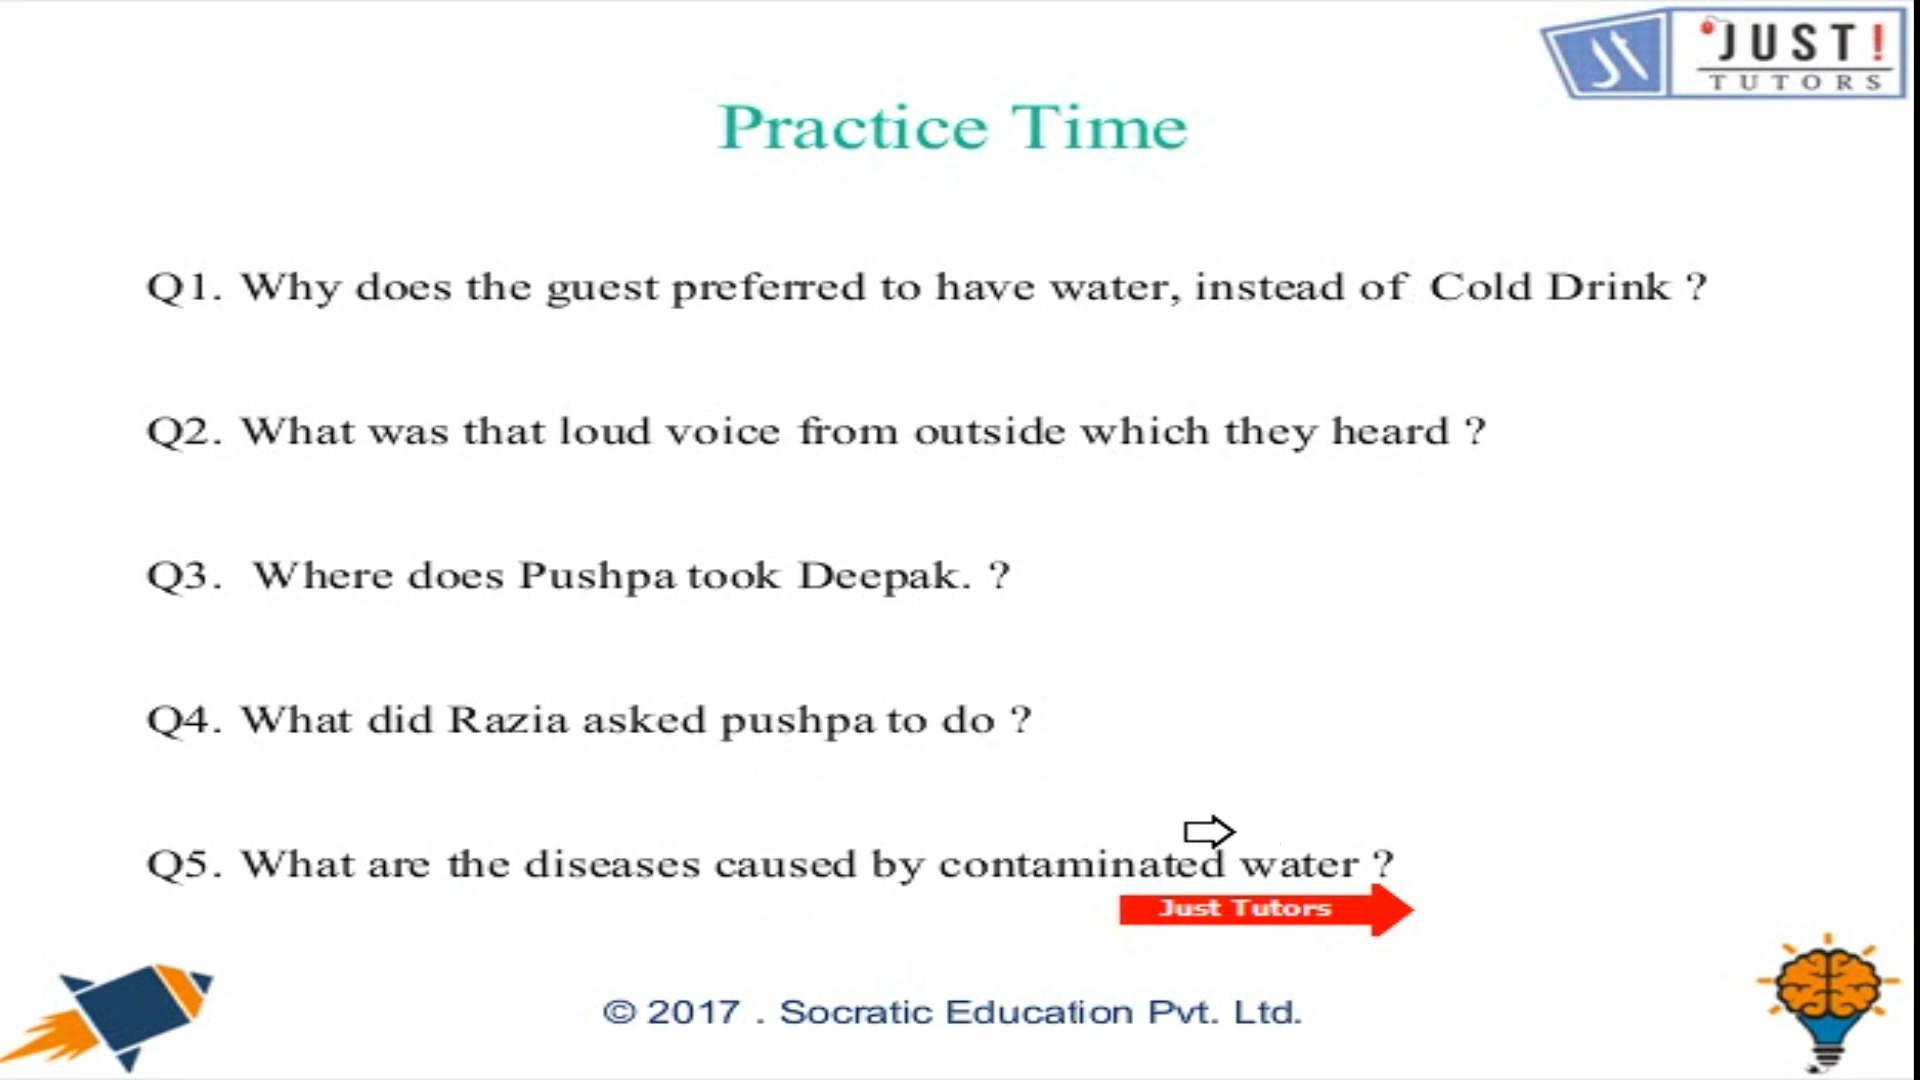 JUST!
TUTORS
Practice Time
Q1. Why does the guest preferred to have water, instead of Cold Drink ?
Q2. What was that loud voice from outside which they heard ?
Q3. Where does Pushpa took Deepak. ?
Q4. What did Razia asked pushpa to do ?
Q5. What are the diseases caused by contaminated water ?
Just Tutors
© 2017 . Socratic Education Pvt. Ltd.